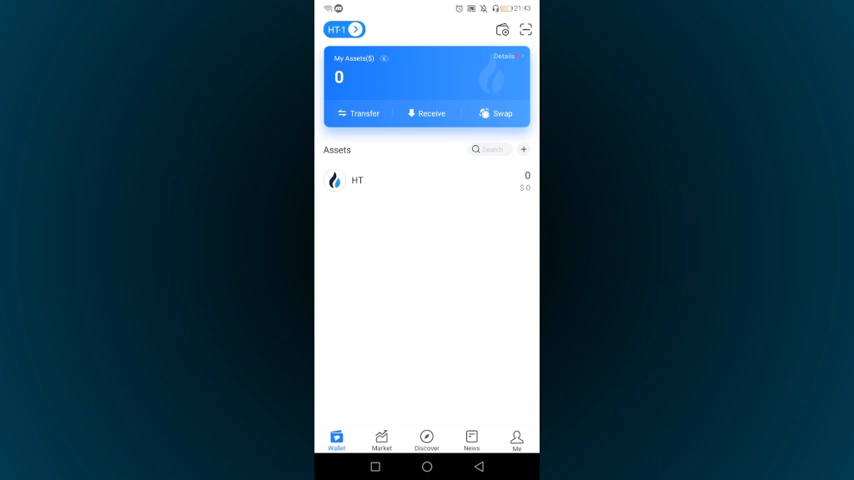 21:43
HT-1
My Assets($)
Details
0
Transfer
Receive
Swap
Assets
Search
HT
0
$ 0
Wallet
Market
Discover
News
Me